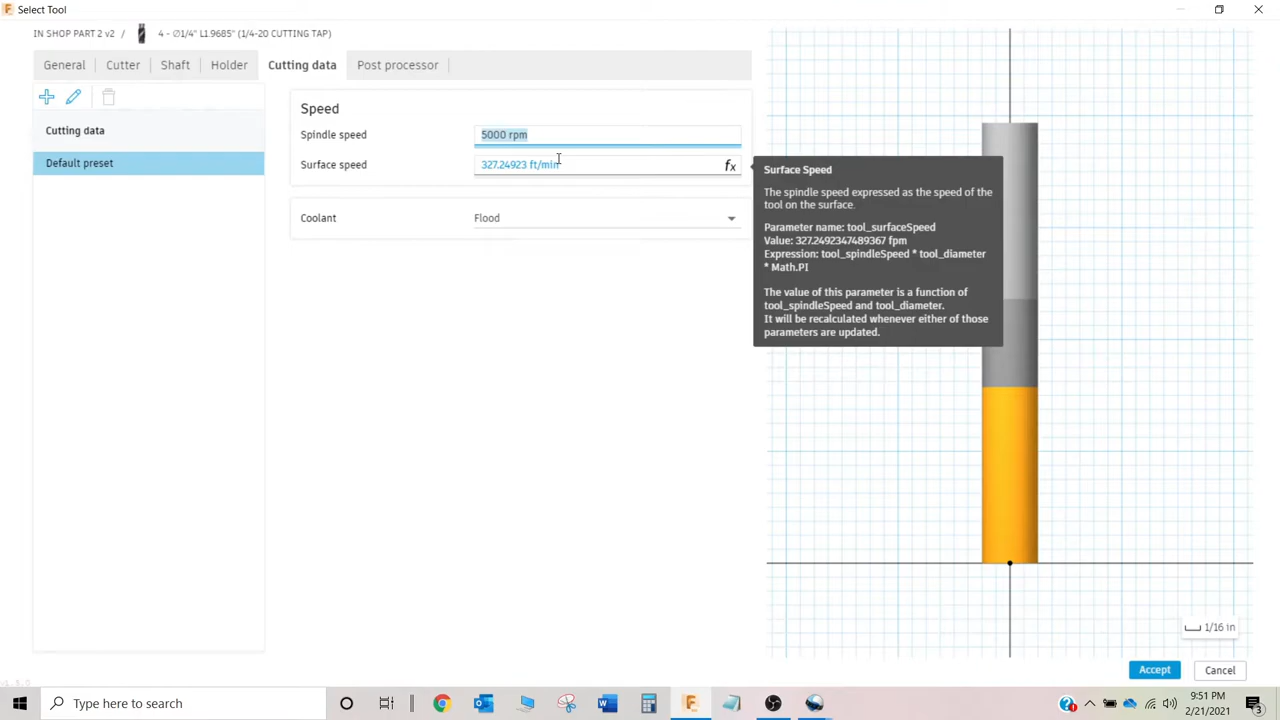 Select Tool
IN SHOP PART 2 v2 / 4 - Ø1/4" L1.9685" (1/4-20 CUTTING TAP)
General Cutter Shaft Holder Cutting data Post processor
Cutting data
Default preset
Speed
Spindle speed 5000 rpm
Surface speed 327.24923 ft/min fx
Coolant Flood
Surface Speed
The spindle speed expressed as the speed of the
tool on the surface.
Parameter name: tool_surfaceSpeed
Value: 327.2492347489367 fpm
Expression: tool_spindleSpeed * tool_diameter
* Math.PI
The value of this parameter is a function of
tool_spindleSpeed and tool_diameter.
It will be recalculated whenever either of those
parameters are updated.
1/16 in
Accept Cancel
v1.5.0
Type here to search
9:51 PM
2/21/2021
3